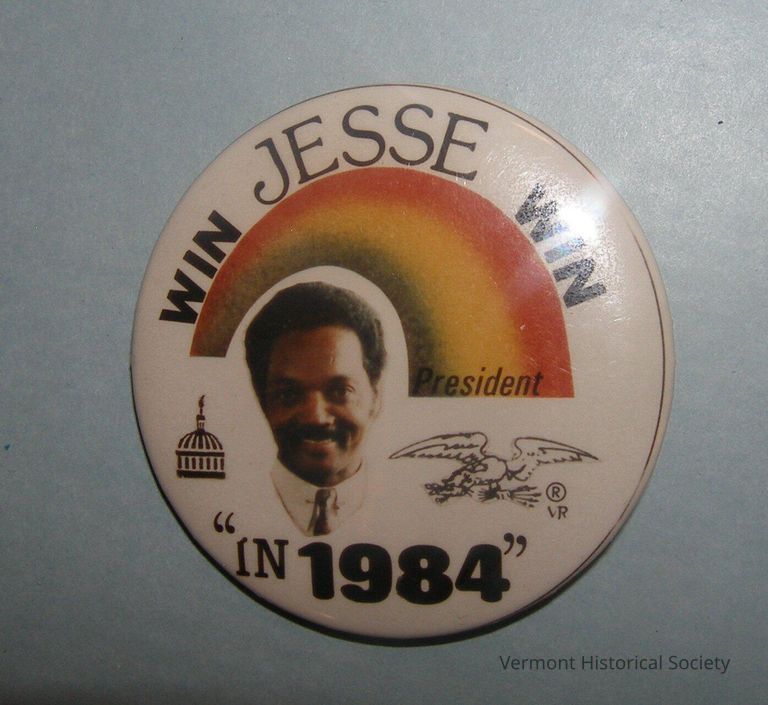 WIN JESSE WIN
President
® VR
“IN 1984”
Vermont Historical Society